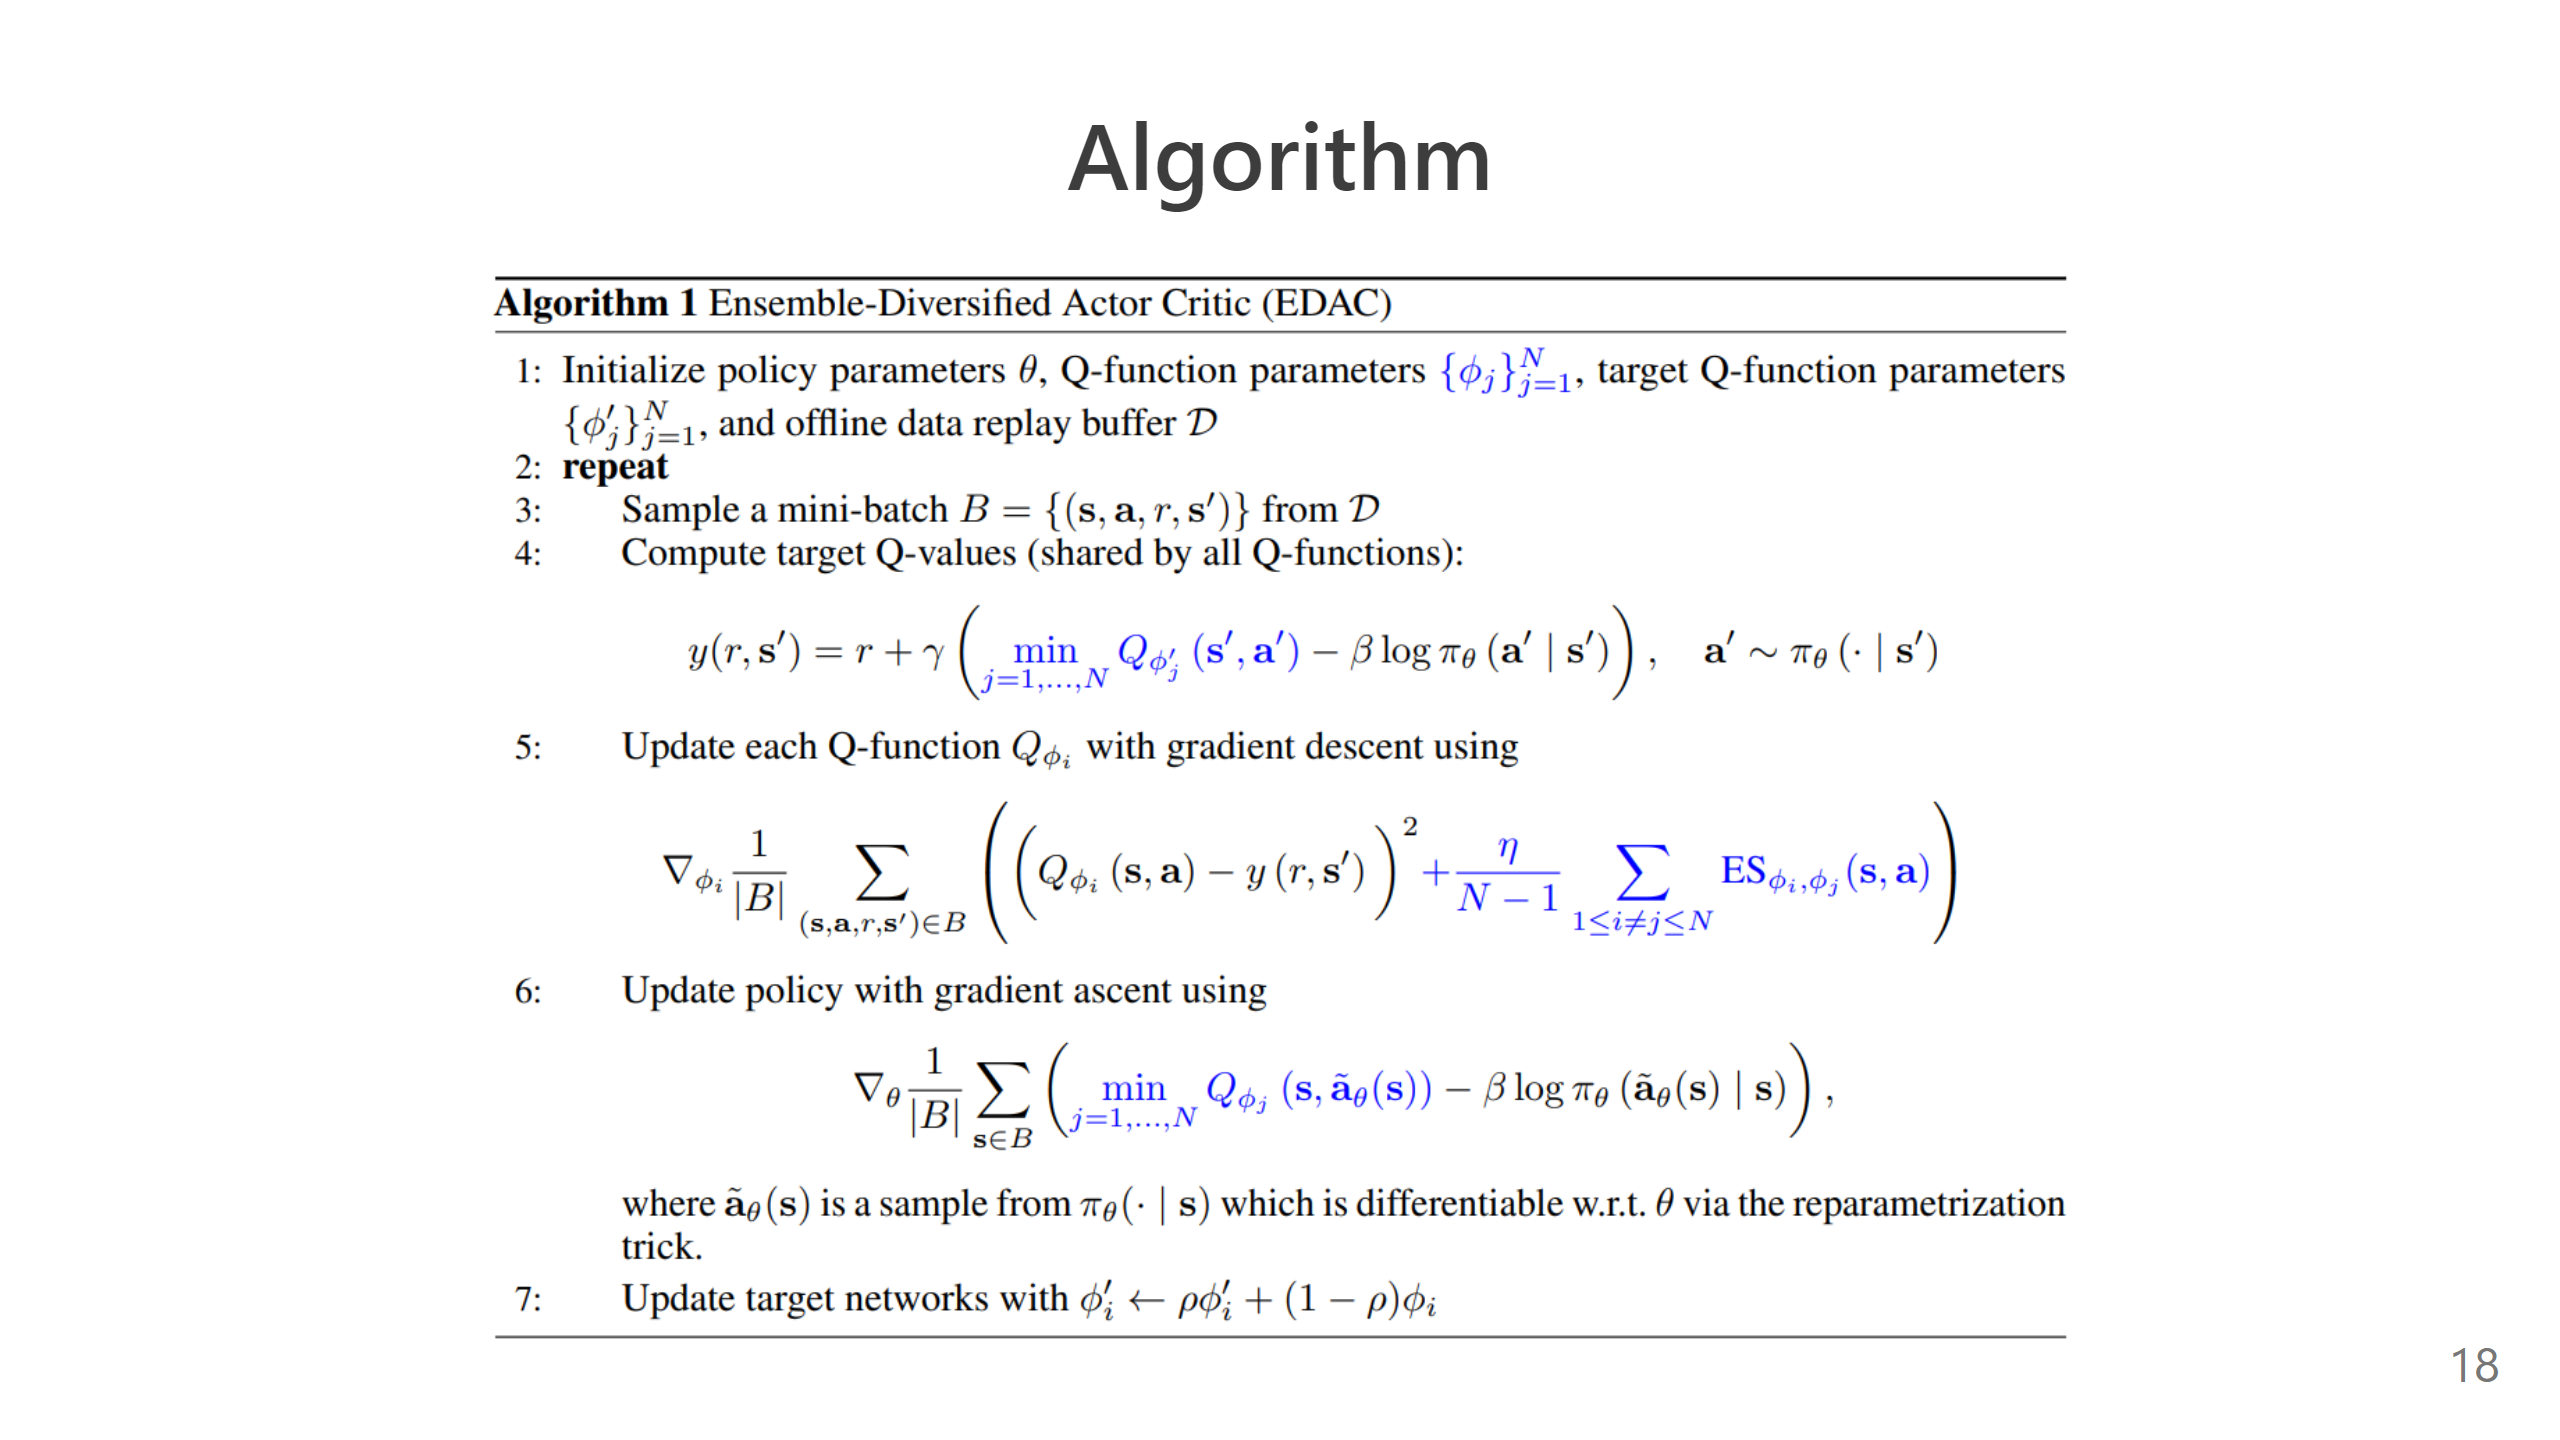 Algorithm
Algorithm 1 Ensemble-Diversified Actor Critic (EDAC)
1: Initialize policy parameters θ, Q-function parameters {ϕ_j}_{j=1}^N, target Q-function parameters
{ϕ′_j}_{j=1}^N, and offline data replay buffer 𝒟
2: repeat
3: Sample a mini-batch B = {(s, a, r, s′)} from 𝒟
4: Compute target Q-values (shared by all Q-functions):
y(r, s′) = r + γ ( min_{j=1,...,N} Q_{ϕ′_j} (s′, a′) − β log π_θ (a′ | s′) ) , a′ ∼ π_θ (· | s′)
5: Update each Q-function Q_{ϕ_i} with gradient descent using
∇_{ϕ_i} 1/|B| ∑_{(s,a,r,s′)∈B} ( ( Q_{ϕ_i} (s, a) − y (r, s′) )^2 + η/(N − 1) ∑_{1≤i≠j≤N} ES_{ϕ_i,ϕ_j} (s, a) )
6: Update policy with gradient ascent using
∇_θ 1/|B| ∑_{s∈B} ( min_{j=1,...,N} Q_{ϕ_j} (s, ã_θ(s)) − β log π_θ (ã_θ(s) | s) ) ,
where ã_θ(s) is a sample from π_θ(· | s) which is differentiable w.r.t. θ via the reparametrization
trick.
7: Update target networks with ϕ′_i ← ρϕ′_i + (1 − ρ)ϕ_i
18